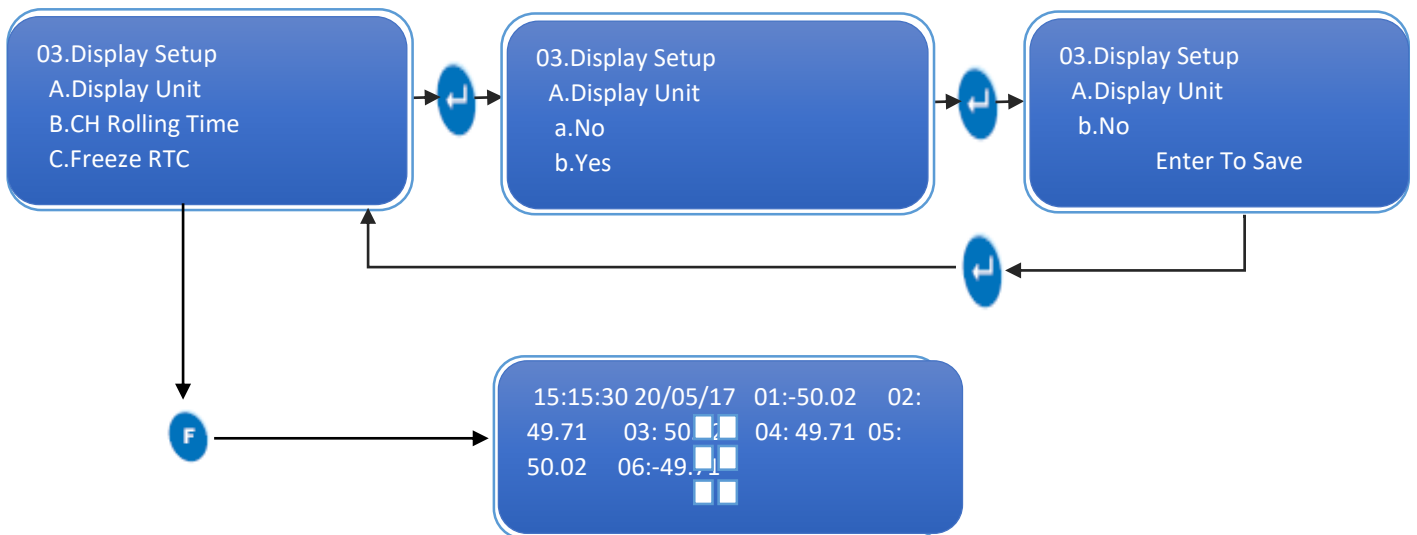 03.Display Setup
A.Display Unit
B.CH Rolling Time
C.Freeze RTC
03.Display Setup
A.Display Unit
a.No
b.Yes
03.Display Setup
A.Display Unit
b.No
Enter To Save
F
15:15:30 20/05/17 01:-50.02 02:
49.71 03: 50 04: 49.71 05:
50.02 06:-49.71